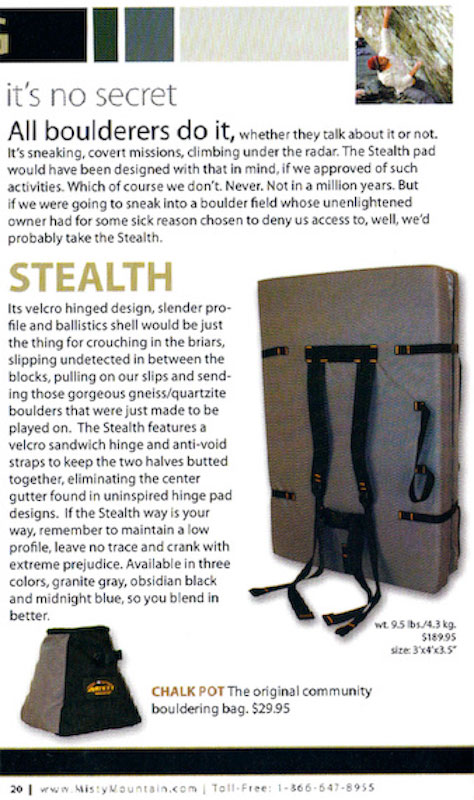 it's no secret
All boulderers do it, whether they talk about it or not.
It's sneaking, covert missions, climbing under the radar. The Stealth pad
would have been designed with that in mind, if we approved of such
activities. Which of course we don't. Never. Not in a million years. But
if we were going to sneak into a boulder field whose unenlightened
owner had for some sick reason chosen to deny us access to, well, we'd
probably take the Stealth.
STEALTH
Its velcro hinged design, slender pro-
file and ballistics shell would be just
the thing for crouching in the briars,
slipping undetected in between the
blocks, pulling on our slips and send-
ing those gorgeous gneiss/quartzite
boulders that were just made to be
played on. The Stealth features a
velcro sandwich hinge and anti-void
straps to keep the two halves butted
together, eliminating the center
gutter found in uninspired hinge pad
designs. If the Stealth way is your
way, remember to maintain a low
profile, leave no trace and crank with
extreme prejudice. Available in three
colors, granite gray, obsidian black
and midnight blue, so you blend in
better.
wt. 9.5 lbs./4.3 kg.
$189.95
size: 3'x4'x3.5"
CHALK POT The original community
bouldering bag. $29.95
20 | www.MistyMountain.com | Toll-Free: 1-866-647-8955